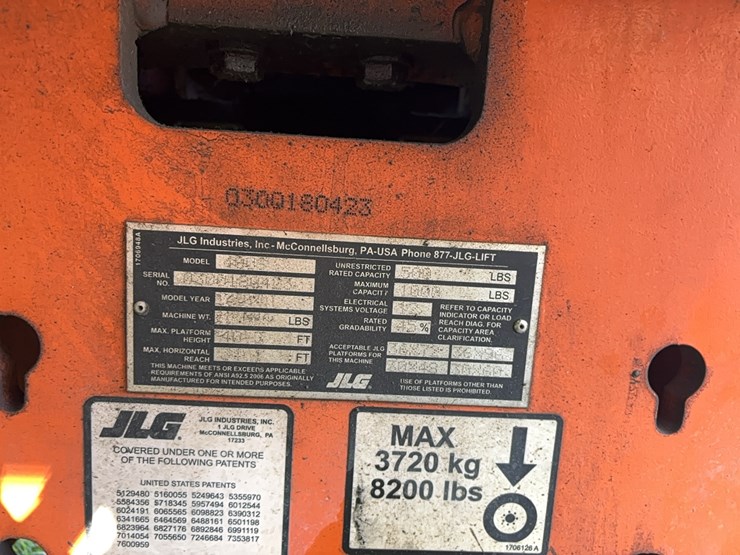 0300180423
1706948A
JLG Industries, Inc - McConnellsburg, PA-USA Phone 877-JLG-LIFT
MODEL
SERIAL NO. 0300180423
MODEL YEAR
MACHINE WT. LBS
MAX. PLATFORM HEIGHT FT
MAX. HORIZONTAL REACH FT
THIS MACHINE MEETS OR EXCEEDS APPLICABLE
REQUIREMENTS OF ANSI A92.5 2006 AS ORIGINALLY
MANUFACTURED FOR INTENDED PURPOSES.
UNRESTRICTED RATED CAPACITY LBS
MAXIMUM CAPACITY LBS
ELECTRICAL SYSTEMS VOLTAGE
RATED GRADABILITY 45%
REFER TO CAPACITY
INDICATOR OR LOAD
REACH DIAG. FOR
CAPACITY AREA
CLARIFICATION.
ACCEPTABLE JLG
PLATFORMS FOR
THIS MACHINE
JLG
USE OF PLATFORMS OTHER THAN
THOSE LISTED IS PROHIBITED.
JLG
JLG INDUSTRIES, INC.
1 JLG DRIVE
McCONNELLSBURG, PA
17233
COVERED UNDER ONE OR MORE
OF THE FOLLOWING PATENTS
UNITED STATES PATENTS
5129480 5160055 5249643 5355970
5584356 5718345 5957494 6012544
6024191 6065565 6098823 6390312
6341665 6464569 6488161 6501198
6823964 6827176 6892846 6991119
7014054 7055650 7246684 7353817
7600959
MAX
3720 kg
8200 lbs
1706126 A